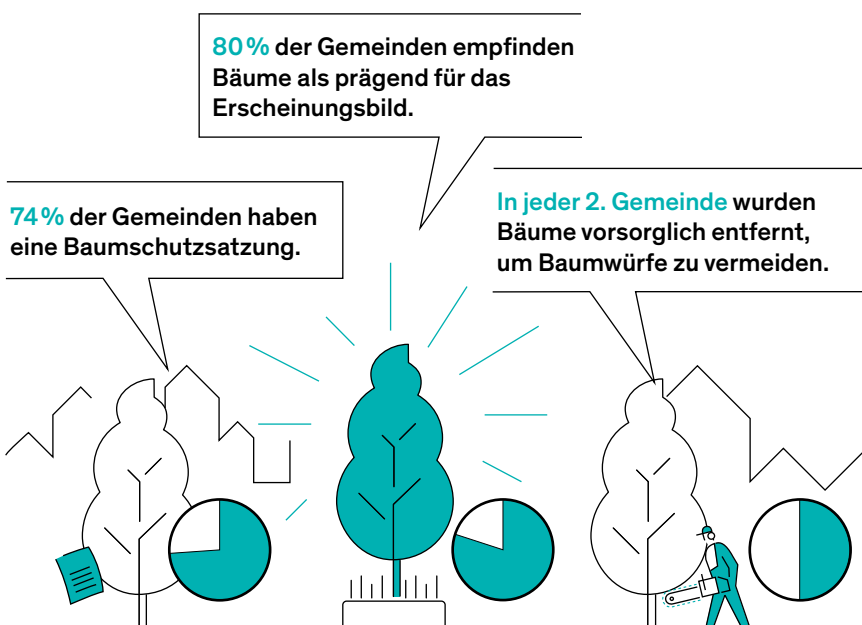 80 % der Gemeinden empfinden
Bäume als prägend für das
Erscheinungsbild.
74 % der Gemeinden haben
eine Baumschutzsatzung.
In jeder 2. Gemeinde wurden
Bäume vorsorglich entfernt,
um Baumwürfe zu vermeiden.